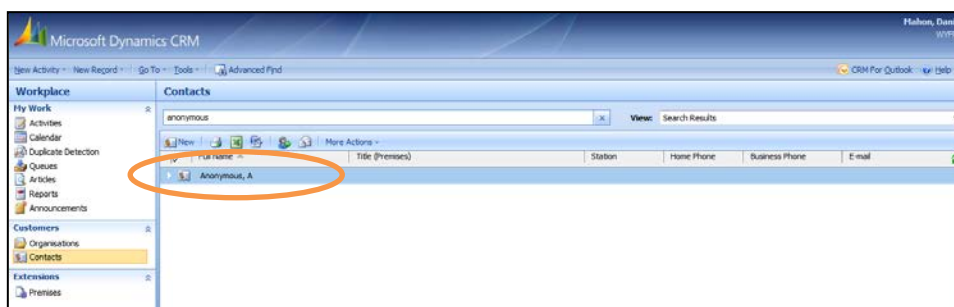 Mahon, Dani
Microsoft Dynamics CRM
New Activity New Record Go To Tools Advanced Find CRM For Outlook Help
Workplace Contacts
My Work
anonymous View: Search Results
Activities
Calendar New More Actions
Duplicate Detection Full Name Title (Premises) Station Home Phone Business Phone E-mail
Queues Anonymous, A
Articles
Reports
Announcements
Customers
Organisations
Contacts
Extensions
Premises